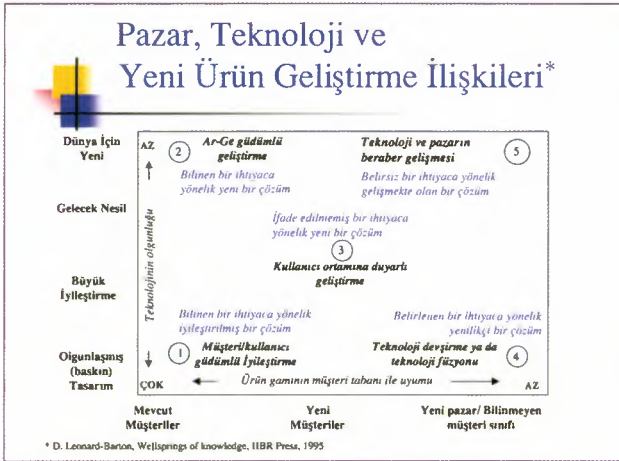 Pazar, Teknoloji ve
Yeni Ürün Geliştirme İlişkileri*
Dünya İçin
Yeni
Gelecek Nesil
Büyük
İyileştirme
Olgunlaşmış
(baskın)
Tasarım
AZ
Teknolojinin olgunluğu
ÇOK
2
Ar-Ge güdümlü
geliştirme
Bilinen bir ihtiyaca
yönelik yeni bir çözüm
Teknoloji ve pazarın
beraber gelişmesi
5
Belirsiz bir ihtiyaca yönelik
gelişmekte olan bir çözüm
İfade edilmemiş bir ihtiyaca
yönelik yeni bir çözüm
3
Kullanıcı ortamına duyarlı
geliştirme
Bilinen bir ihtiyaca yönelik
iyileştirilmiş bir çözüm
1
Müşteri/kullanıcı
güdümlü İyileştirme
Belirlenen bir ihtiyaca yönelik
yenilikçi bir çözüm
Teknoloji devşirme ya da
teknoloji füzyonu
4
Ürün gamının müşteri tabanı ile uyumu
AZ
Mevcut
Müşteriler
Yeni
Müşteriler
Yeni pazar/ Bilinmeyen
müşteri sınıfı
* D. Leonard-Barton, Wellsprings of knowledge, HBR Press, 1995